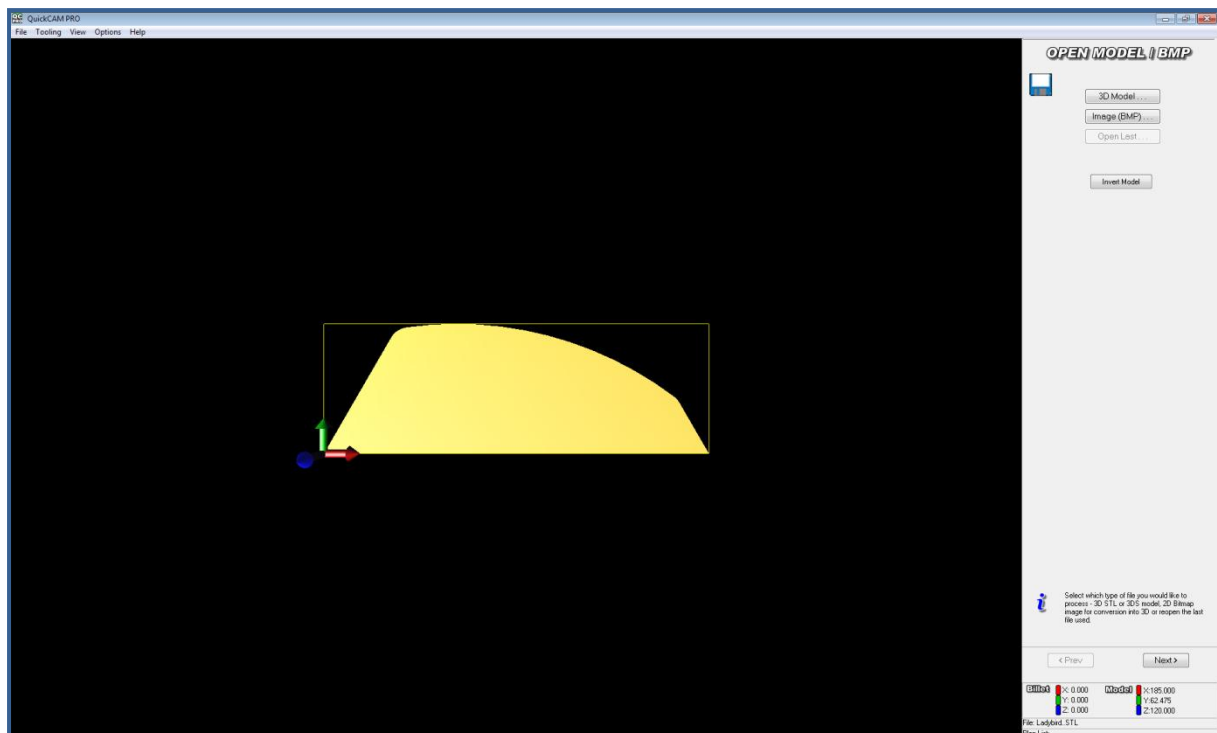 QuickCAM PRO
File Tooling View Options Help
OPEN MODEL / BMP
3D Model . . .
Image (BMP) . . .
Open Last . . .
Invert Model
Select which type of file you would like to
process - 3D STL or 3DS model, 2D Bitmap
image for conversion into 3D or reopen the last
file used.
< Prev Next >
Billet X: 0.000 Model X:185.000
Y: 0.000 Y:62.475
Z: 0.000 Z:120.000
File: Ladybird..STL